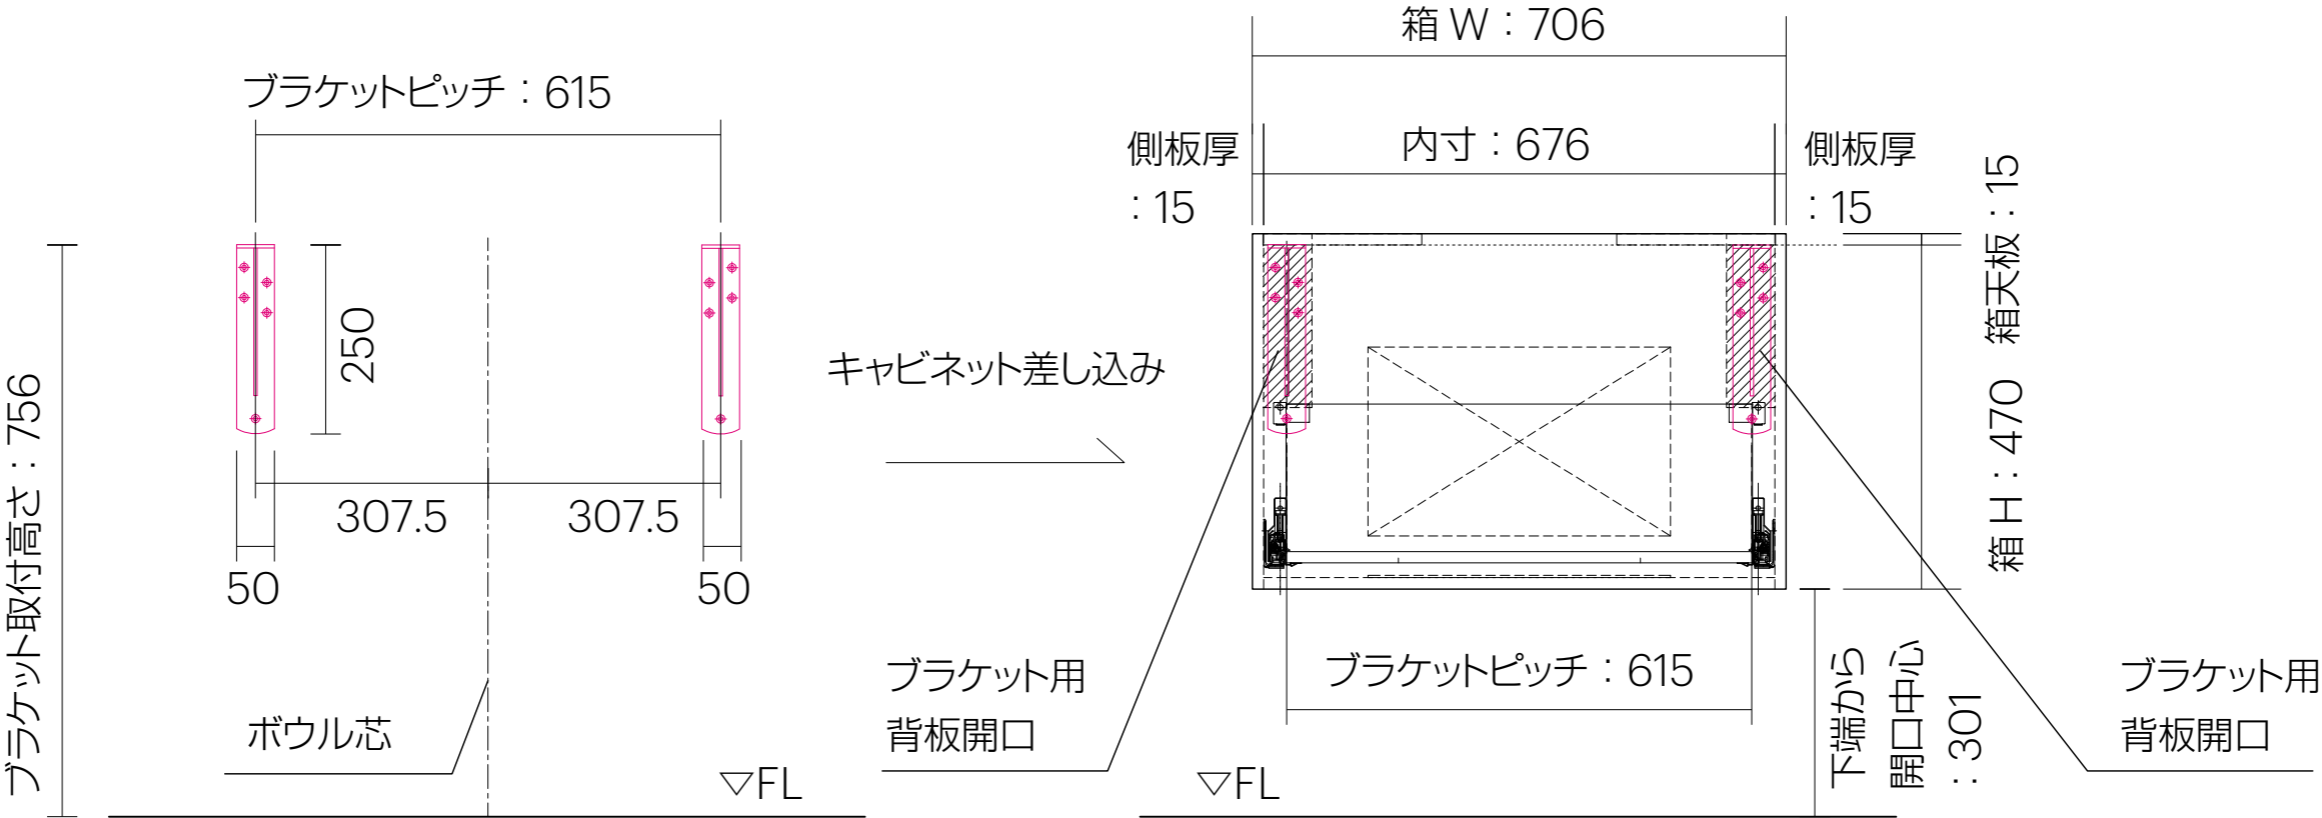 ブラケットピッチ：615
250
ブラケット取付高さ：756
307.5
307.5
50
50
ボウル芯
▽FL
キャビネット差し込み
箱 W：706
側板厚
：15
内寸：676
側板厚
：15
箱 H：470　箱天板：15
ブラケット用
背板開口
ブラケットピッチ：615
下端から
開口中心
：301
ブラケット用
背板開口
▽FL